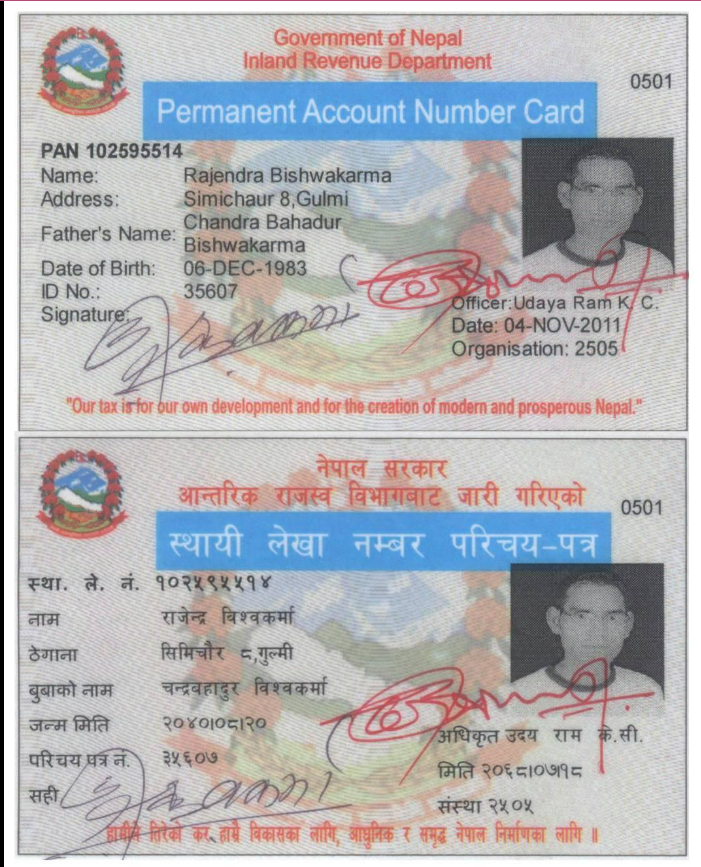 Government of Nepal
Inland Revenue Department
0501
Permanent Account Number Card
PAN 102595514
Name: Rajendra Bishwakarma
Address: Simichaur 8,Gulmi
Father's Name: Chandra Bahadur
Bishwakarma
Date of Birth: 06-DEC-1983
ID No.: 35607
Signature:
Officer:Udaya Ram K. C.
Date: 04-NOV-2011
Organisation: 2505
"Our tax is for our own development and for the creation of modern and prosperous Nepal."
नेपाल सरकार
आन्तरिक राजस्व विभागबाट जारी गरिएको
0501
स्थायी लेखा नम्बर परिचय-पत्र
स्था. ले. नं. १०२५९५५१४
नाम राजेन्द्र विश्वकर्मा
ठेगाना सिमिचौर ८,गुल्मी
बुबाको नाम चन्द्रवहादुर विश्वकर्मा
जन्म मिति २०४०।०८।२०
परिचय पत्र नं. ३५६०७
सही
अधिकृत उदय राम के.सी.
मिति २०६८।०७।१८
संस्था २५०५
हामीले तिरेको कर, हाम्रै विकासका लागि, आधुनिक र समृद्ध नेपाल निर्माणका लागि ॥